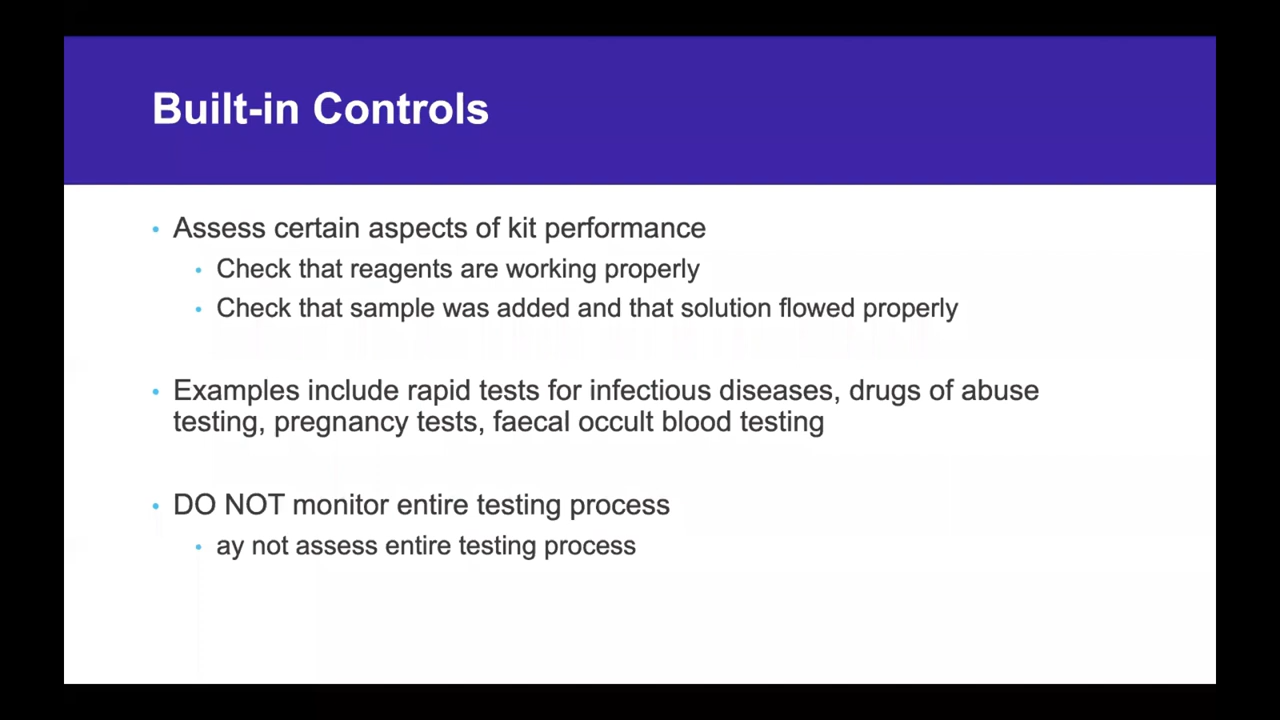 Built-in Controls
• Assess certain aspects of kit performance
• Check that reagents are working properly
• Check that sample was added and that solution flowed properly
• Examples include rapid tests for infectious diseases, drugs of abuse
testing, pregnancy tests, faecal occult blood testing
• DO NOT monitor entire testing process
• ay not assess entire testing process